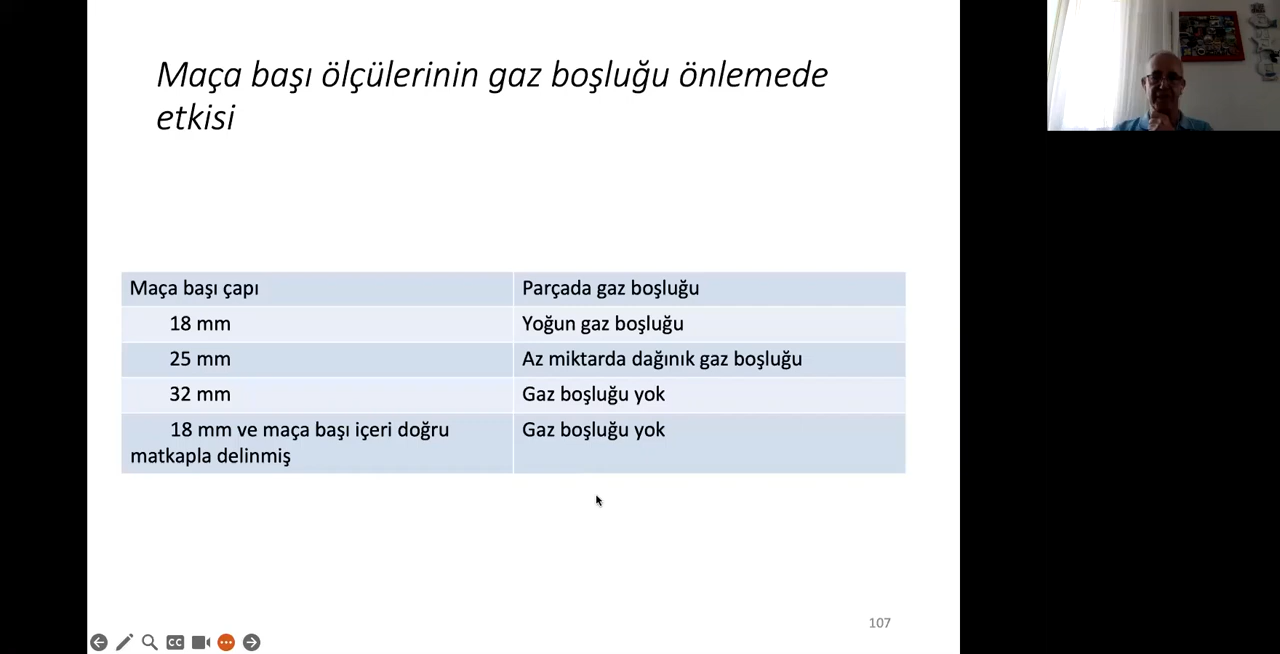 Maça başı ölçülerinin gaz boşluğu önlemede
etkisi
Maça başı çapı
Parçada gaz boşluğu
18 mm
Yoğun gaz boşluğu
25 mm
Az miktarda dağınık gaz boşluğu
32 mm
Gaz boşluğu yok
18 mm ve maça başı içeri doğru
matkapla delinmiş
Gaz boşluğu yok
107
CC